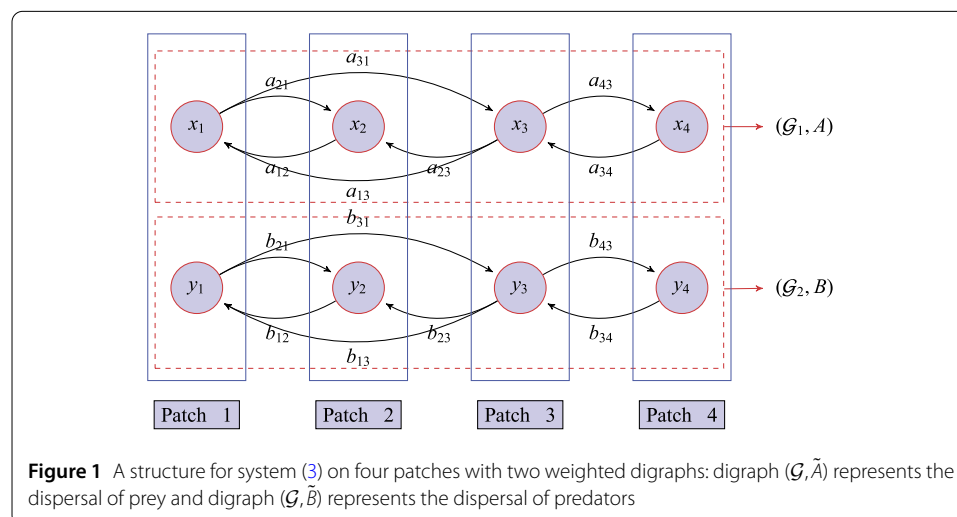 a₃₁
a₂₁ a₄₃
x₁ x₂ x₃ x₄ (𝒢₁, A)
a₁₂ a₂₃ a₃₄
a₁₃
b₃₁
b₂₁ b₄₃
y₁ y₂ y₃ y₄ (𝒢₂, B)
b₁₂ b₂₃ b₃₄
b₁₃
Patch 1 Patch 2 Patch 3 Patch 4
Figure 1 A structure for system (3) on four patches with two weighted digraphs: digraph (𝒢, Ã) represents the
dispersal of prey and digraph (𝒢, B̃) represents the dispersal of predators